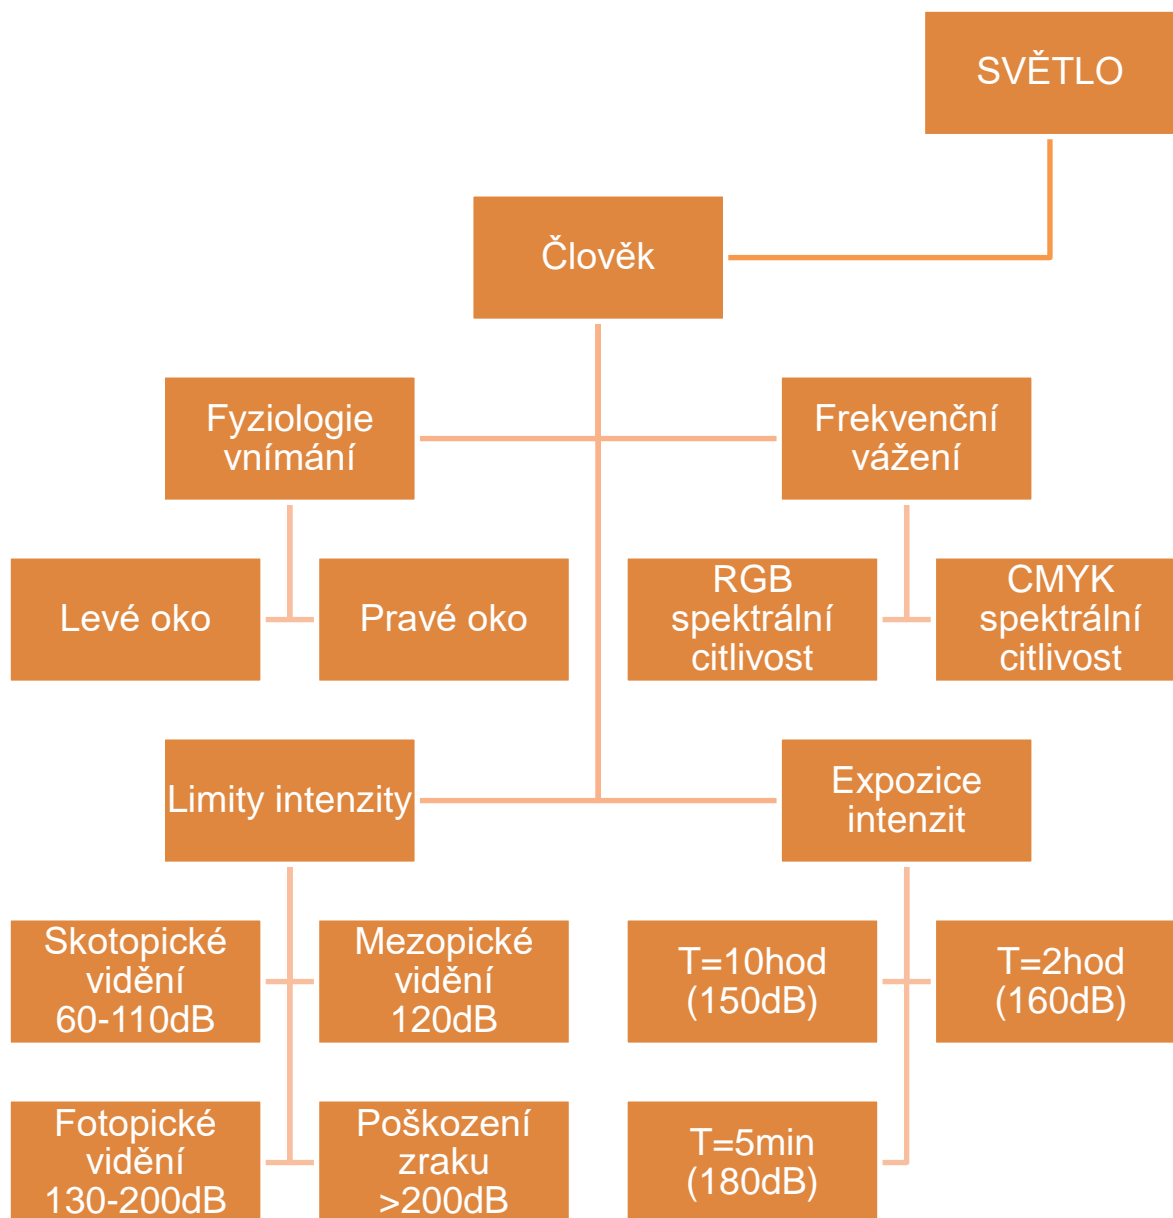 SVĚTLO
Člověk
Fyziologie
vnímání
Frekvenční
vážení
Levé oko
Pravé oko
RGB
spektrální
citlivost
CMYK
spektrální
citlivost
Limity intenzity
Expozice
intenzit
Skotopické
vidění
60-110dB
Mezopické
vidění
120dB
T=10hod
(150dB)
T=2hod
(160dB)
Fotopické
vidění
130-200dB
Poškození
zraku
>200dB
T=5min
(180dB)